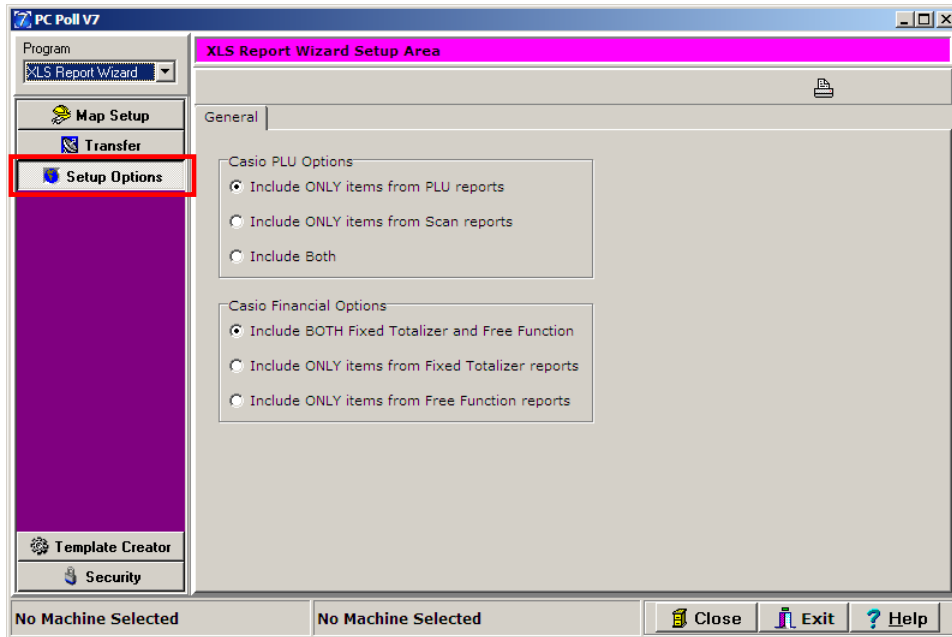 PC Poll V7
Program
XLS Report Wizard
Map Setup
Transfer
Setup Options
Template Creator
Security
XLS Report Wizard Setup Area
General
Casio PLU Options
Include ONLY items from PLU reports
Include ONLY items from Scan reports
Include Both
Casio Financial Options
Include BOTH Fixed Totalizer and Free Function
Include ONLY items from Fixed Totalizer reports
Include ONLY items from Free Function reports
No Machine Selected
No Machine Selected
Close
Exit
? Help